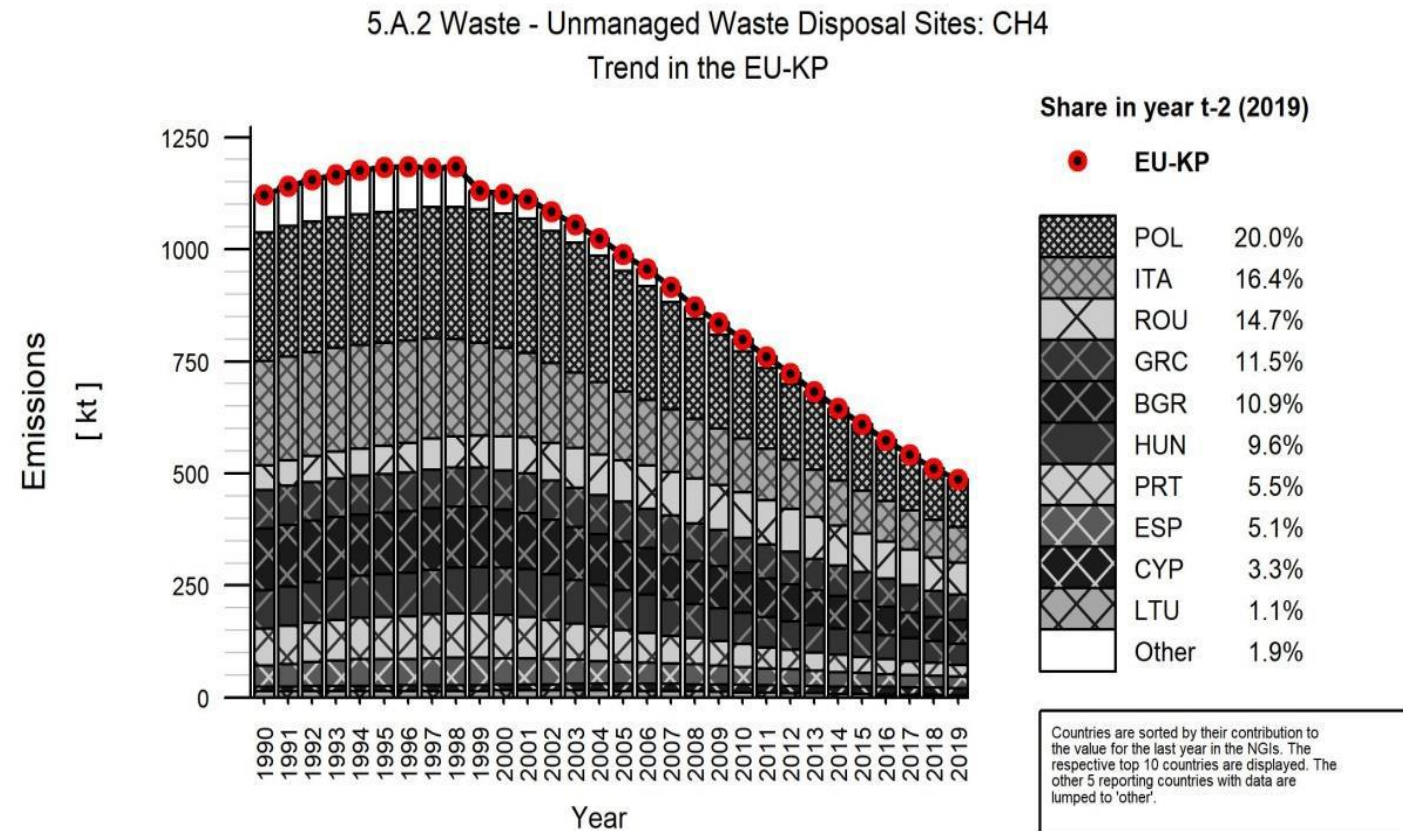 5.A.2 Waste - Unmanaged Waste Disposal Sites: CH4
Trend in the EU-KP
Emissions
[ kt ]
1250
1000
750
500
250
0
1990
1991
1992
1993
1994
1995
1996
1997
1998
1999
2000
2001
2002
2003
2004
2005
2006
2007
2008
2009
2010
2011
2012
2013
2014
2015
2016
2017
2018
2019
Year
Share in year t-2 (2019)
EU-KP
POL 20.0%
ITA 16.4%
ROU 14.7%
GRC 11.5%
BGR 10.9%
HUN 9.6%
PRT 5.5%
ESP 5.1%
CYP 3.3%
LTU 1.1%
Other 1.9%
Countries are sorted by their contribution to
the value for the last year in the NGIs. The
respective top 10 countries are displayed. The
other 5 reporting countries with data are
lumped to 'other'.